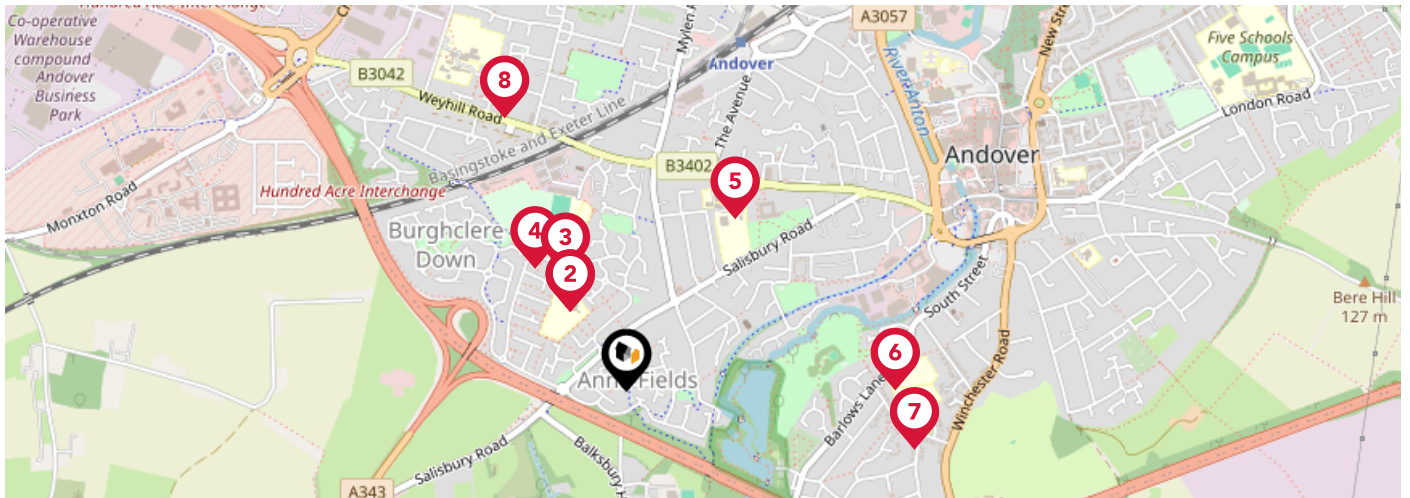 Hundred Acre Interchange
Co-operative
Warehouse
compound
Andover
Business
Park
B3042
Weyhill Road
8
Basingstoke and Exeter Line
Mylen
Andover
The Avenue
A3057
River Anton
New Stre
Five Schools
Campus
London Road
Andover
B3402
5
Monxton Road
Hundred Acre Interchange
Burghclere
Down
4
3
2
Salisbury Road
South Street
Bere Hill
127 m
6
7
Barlows Lane
Winchester Road
Fields
Salisbury Road
Balksbury
A343